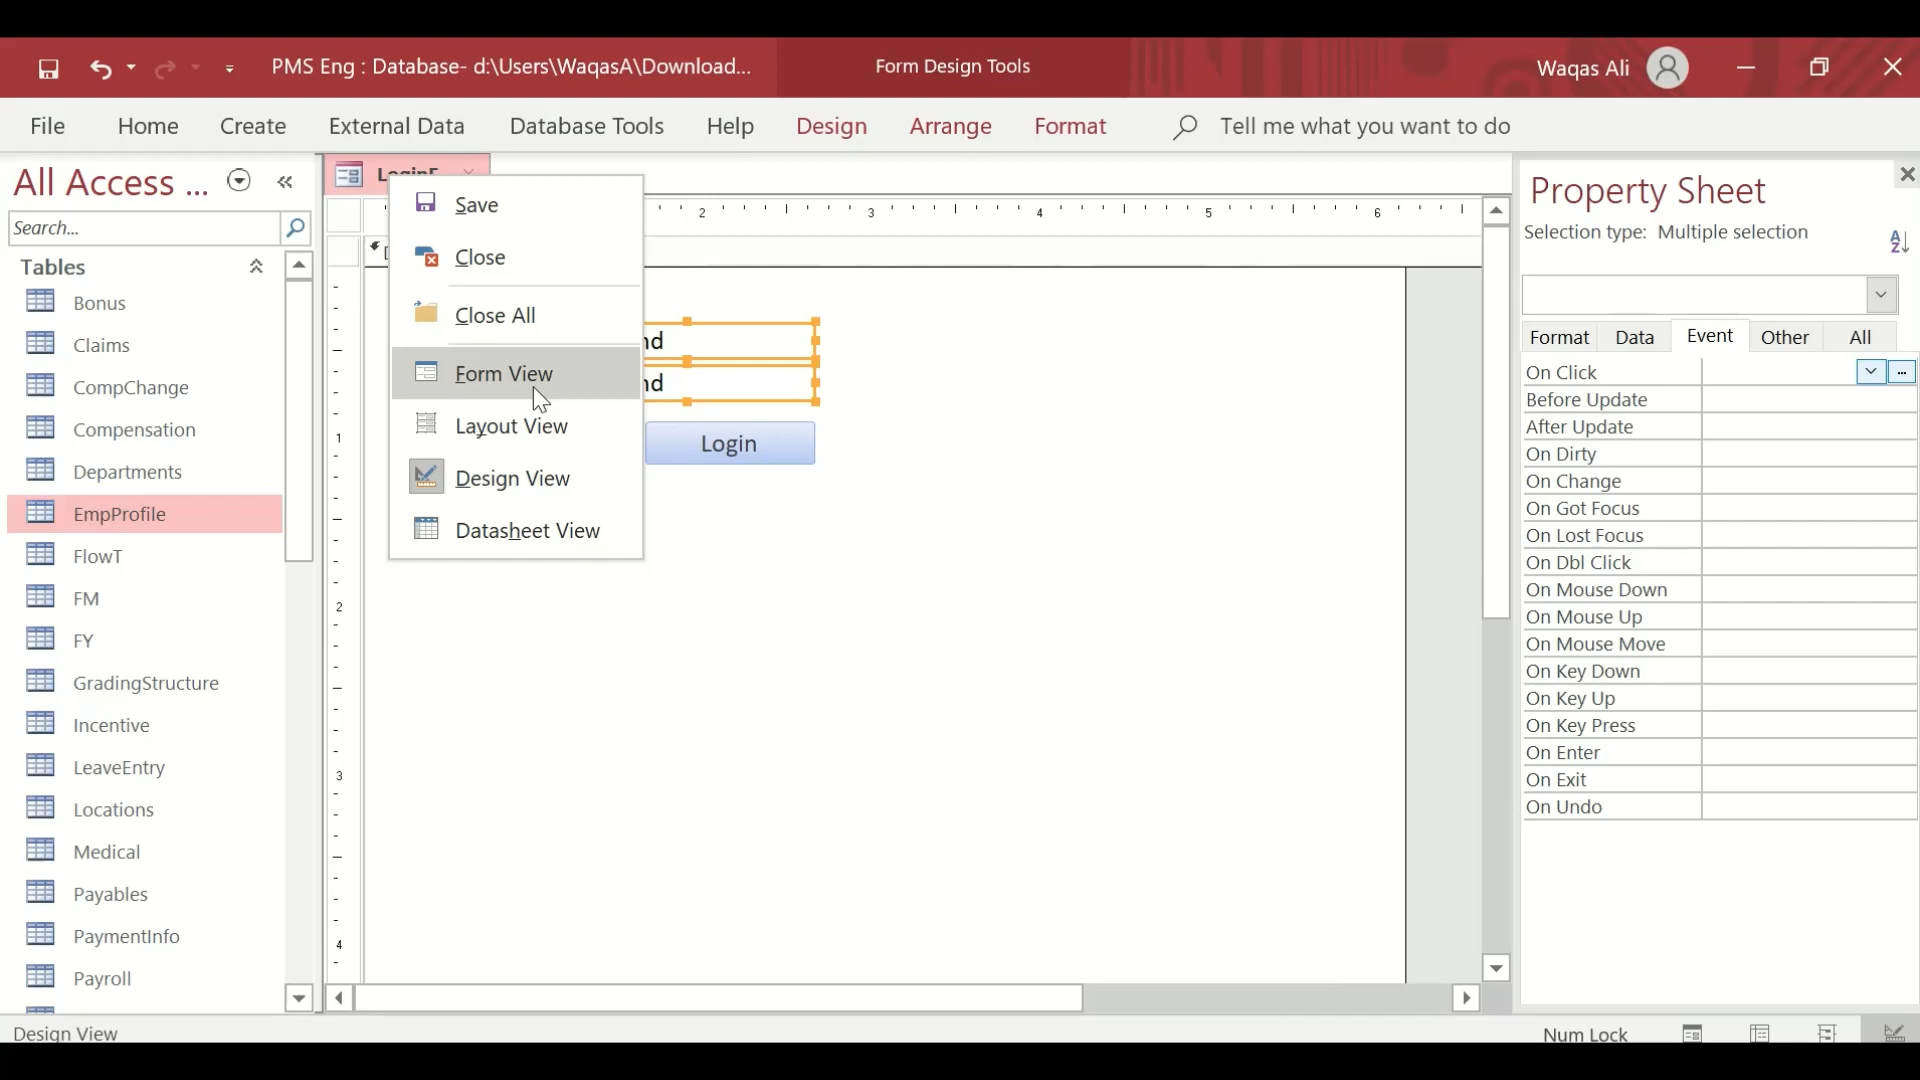 PMS Eng : Database- d:\Users\WaqasA\Download...
Form Design Tools
Waqas Ali
File
Home
Create
External Data
Database Tools
Help
Design
Arrange
Format
Tell me what you want to do
All Access ...
Search...
Tables
Bonus
Claims
CompChange
Compensation
Departments
EmpProfile
FlowT
FM
FY
GradingStructure
Incentive
LeaveEntry
Locations
Medical
Payables
PaymentInfo
Payroll
Save
Close
Close All
Form View
Layout View
Design View
Datasheet View
2
3
4
5
6
1
2
3
4
nd
nd
Login
Property Sheet
Selection type: Multiple selection
Format
Data
Event
Other
All
On Click
...
Before Update
After Update
On Dirty
On Change
On Got Focus
On Lost Focus
On Dbl Click
On Mouse Down
On Mouse Up
On Mouse Move
On Key Down
On Key Up
On Key Press
On Enter
On Exit
On Undo
Design View
Num Lock